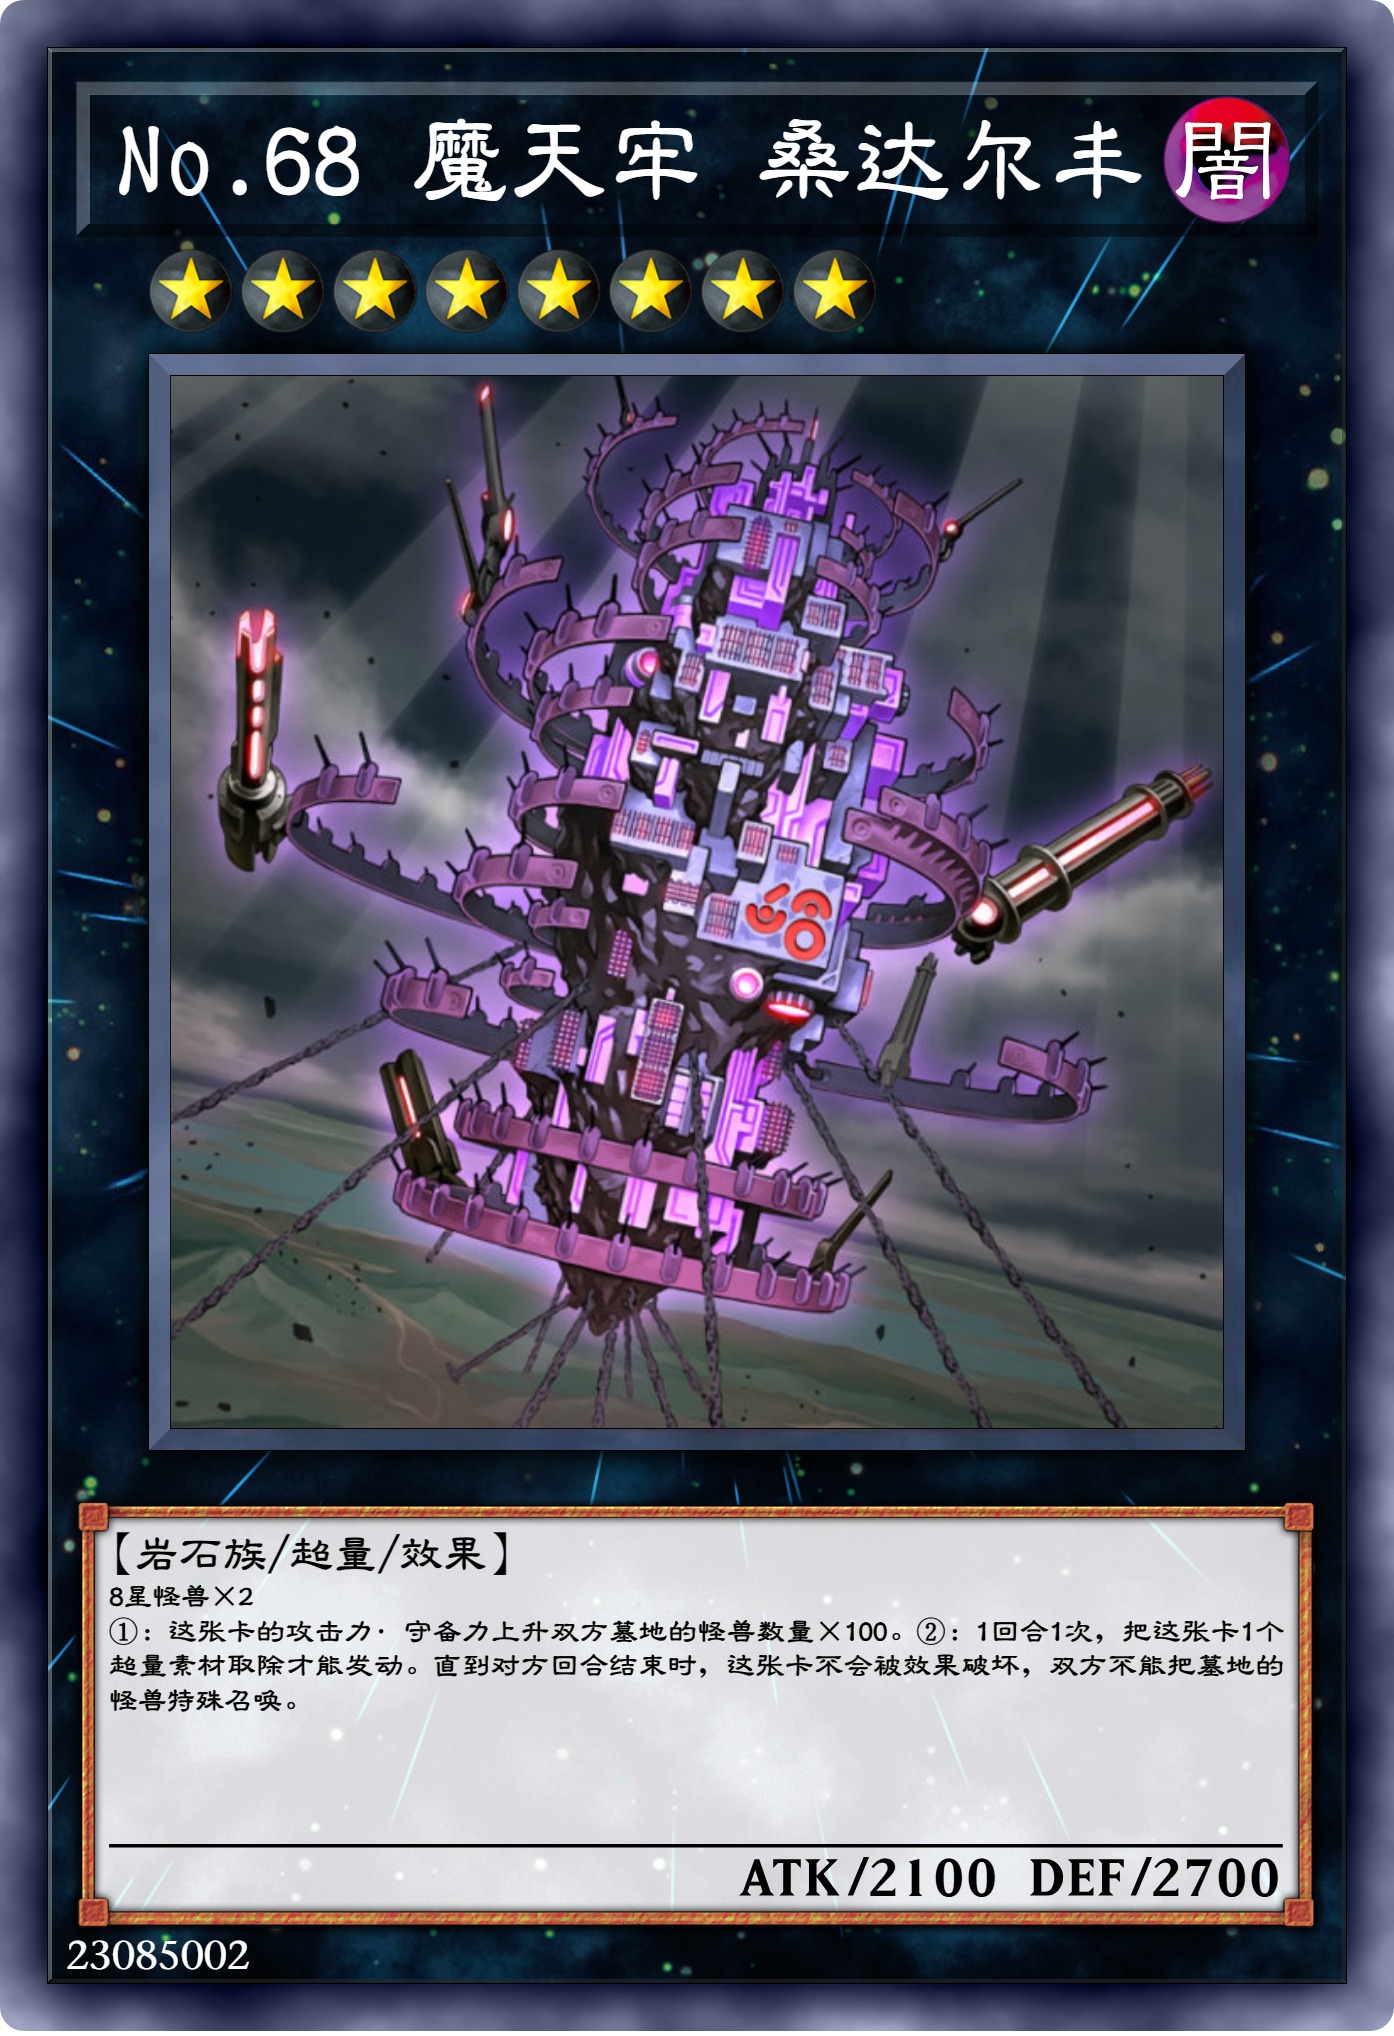 No.68 魔天牢 桑达尔丰 闇
68
【岩石族/超量/效果】
8星怪兽×2
①：这张卡的攻击力·守备力上升双方墓地的怪兽数量×100。②：1回合1次，把这张卡1个
超量素材取除才能发动。直到对方回合结束时，这张卡不会被效果破坏，双方不能把墓地的
怪兽特殊召唤。
ATK/2100 DEF/2700
23085002